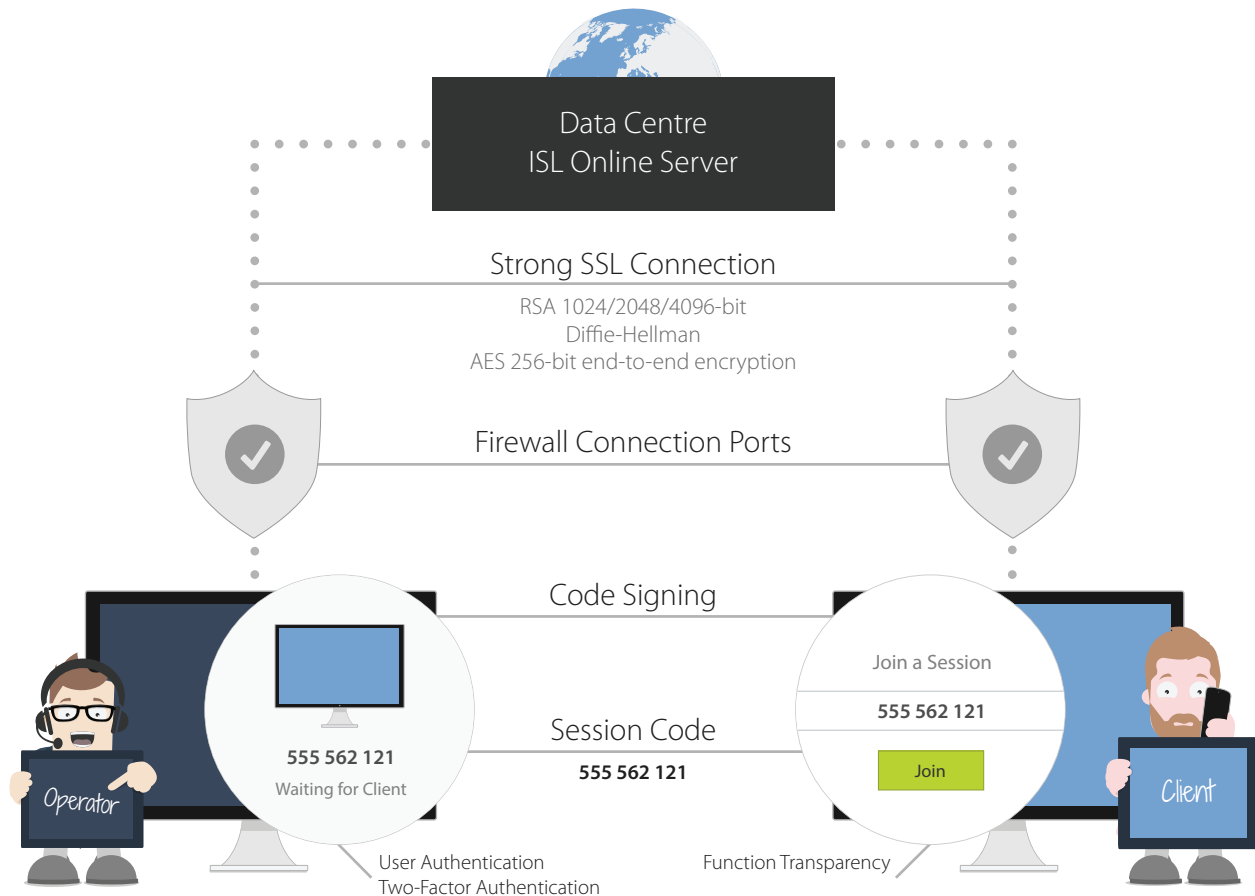 Data Centre
ISL Online Server
Strong SSL Connection
RSA 1024/2048/4096-bit
Diffie-Hellman
AES 256-bit end-to-end encryption
Firewall Connection Ports
Code Signing
Join a Session
555 562 121
Join
555 562 121
Waiting for Client
Session Code
555 562 121
Operator
Client
User Authentication
Two-Factor Authentication
Function Transparency